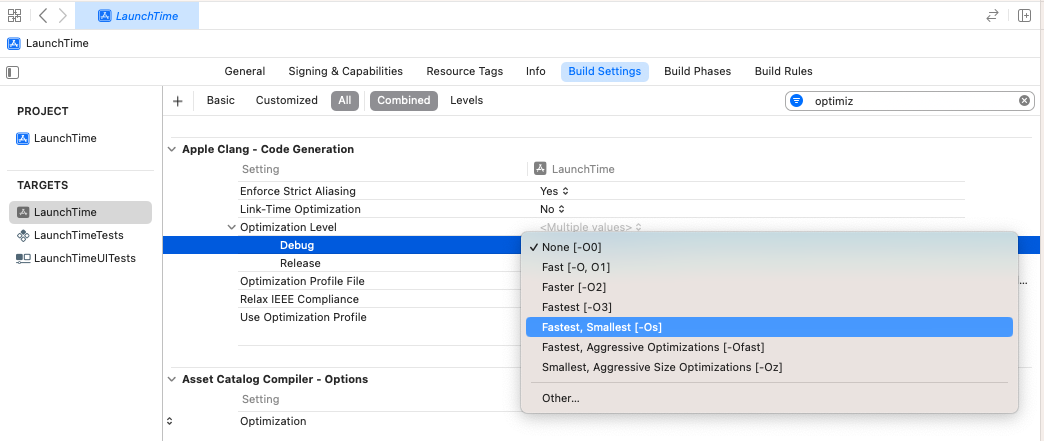 LaunchTime
LaunchTime
General Signing & Capabilities Resource Tags Info Build Settings Build Phases Build Rules
+ Basic Customized All Combined Levels optimiz
PROJECT
LaunchTime
TARGETS
LaunchTime
LaunchTimeTests
LaunchTimeUITests
Apple Clang - Code Generation
Setting LaunchTime
Enforce Strict Aliasing Yes
Link-Time Optimization No
Optimization Level <Multiple values>
Debug
Release
Optimization Profile File ...
Relax IEEE Compliance
Use Optimization Profile
✓ None [-O0]
Fast [-O, O1]
Faster [-O2]
Fastest [-O3]
Fastest, Smallest [-Os]
Fastest, Aggressive Optimizations [-Ofast]
Smallest, Aggressive Size Optimizations [-Oz]
Other...
Asset Catalog Compiler - Options
Setting
Optimization